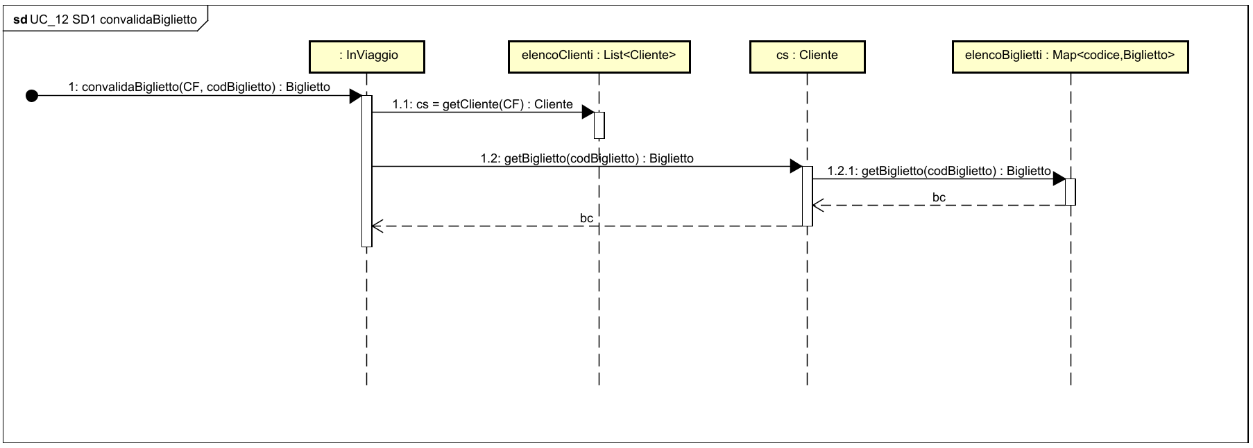 sd UC_12 SD1 convalidaBiglietto
: InViaggio
elencoClienti : List<Cliente>
cs : Cliente
elencoBiglietti : Map<codice,Biglietto>
1: convalidaBiglietto(CF, codBiglietto) : Biglietto
1.1: cs = getCliente(CF) : Cliente
1.2: getBiglietto(codBiglietto) : Biglietto
1.2.1: getBiglietto(codBiglietto) : Biglietto
bc
bc